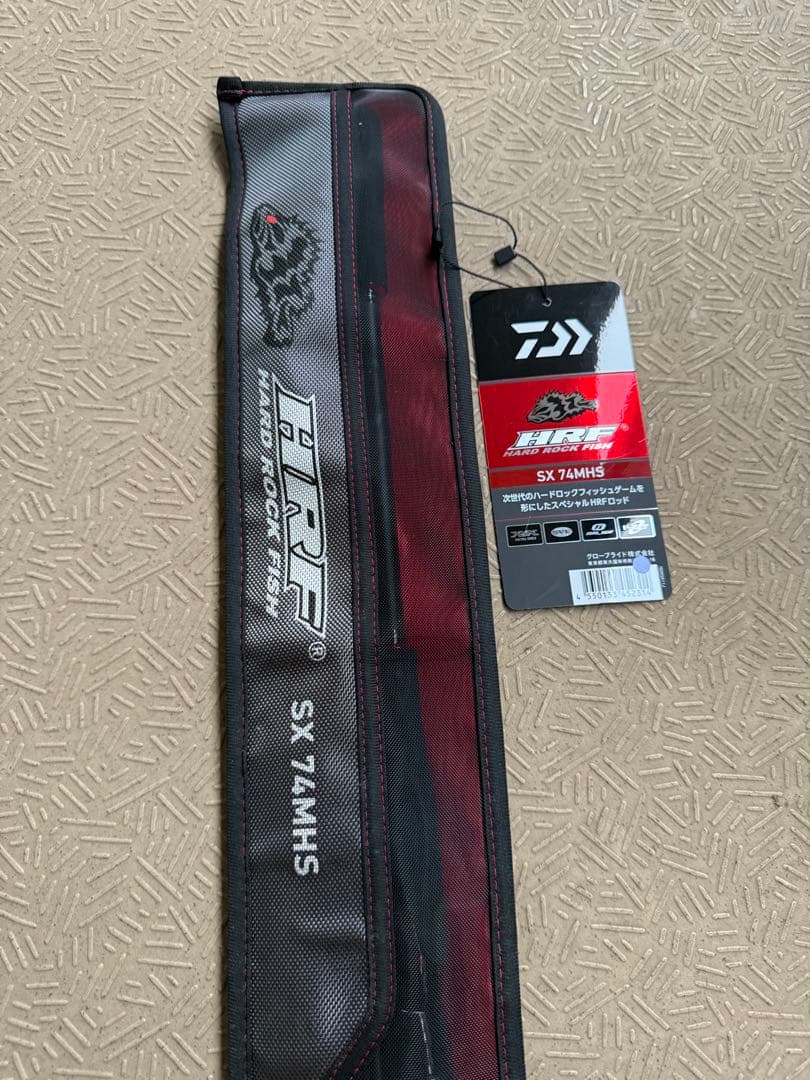 HRF®
HARD ROCK FISH
SX 74MHS
HRF®
HARD ROCK FISH
SX 74MHS
次世代のハードロックフィッシュゲームを
形にしたスペシャルHRFロッド
グローブライド株式会社
4 550133 452314